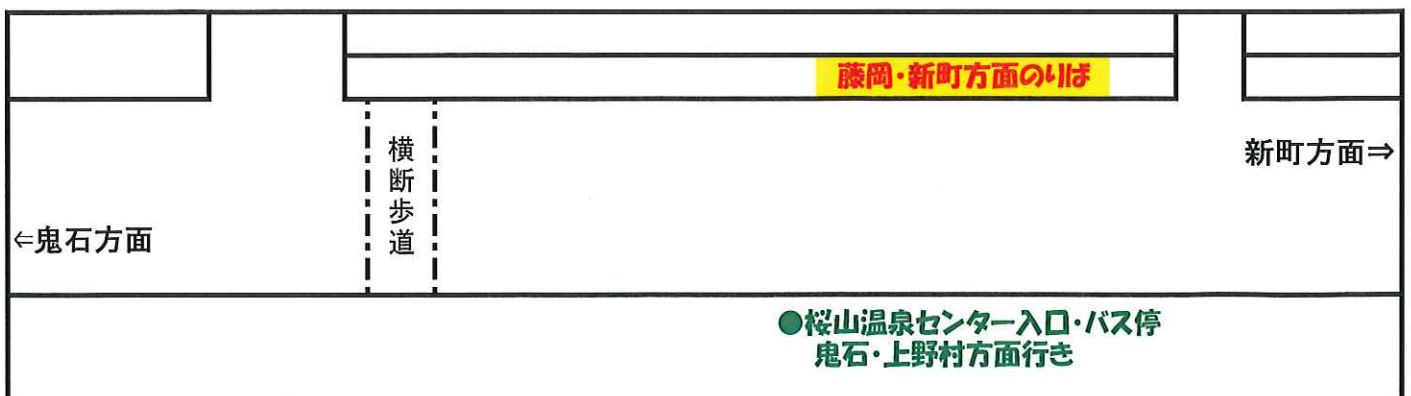 藤岡・新町方面のりば
新町方面⇒
横断歩道
⇐鬼石方面
●桜山温泉センター入口・バス停
鬼石・上野村方面行き